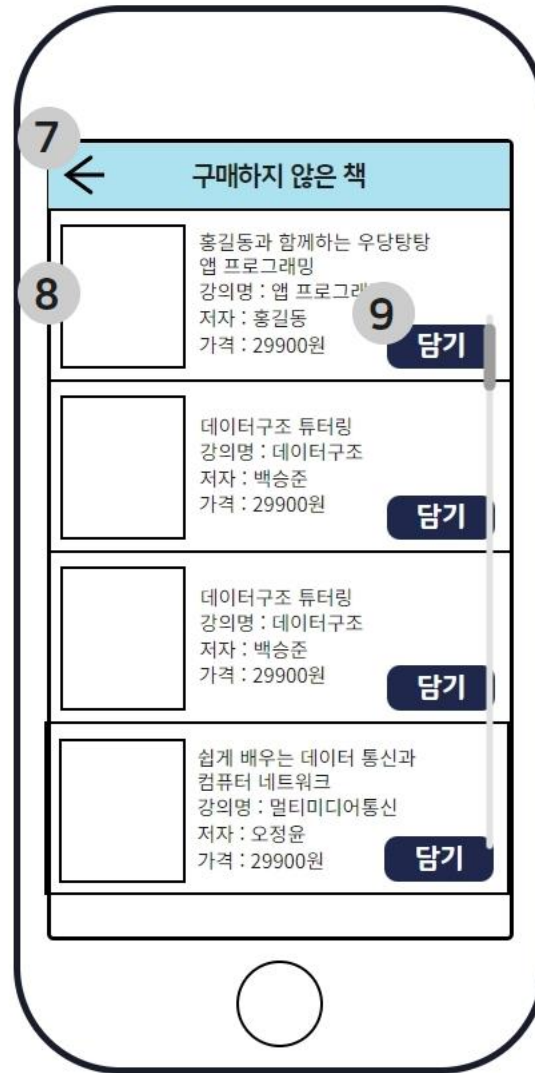 7
구매하지 않은 책
8
홍길동과 함께하는 우당탕탕
앱 프로그래밍
강의명 : 앱 프로그래
9
저자 : 홍길동
가격 : 29900원
담기
데이터구조 튜터링
강의명 : 데이터구조
저자 : 백승준
가격 : 29900원
담기
데이터구조 튜터링
강의명 : 데이터구조
저자 : 백승준
가격 : 29900원
담기
쉽게 배우는 데이터 통신과
컴퓨터 네트워크
강의명 : 멀티미디어통신
저자 : 오정윤
가격 : 29900원
담기